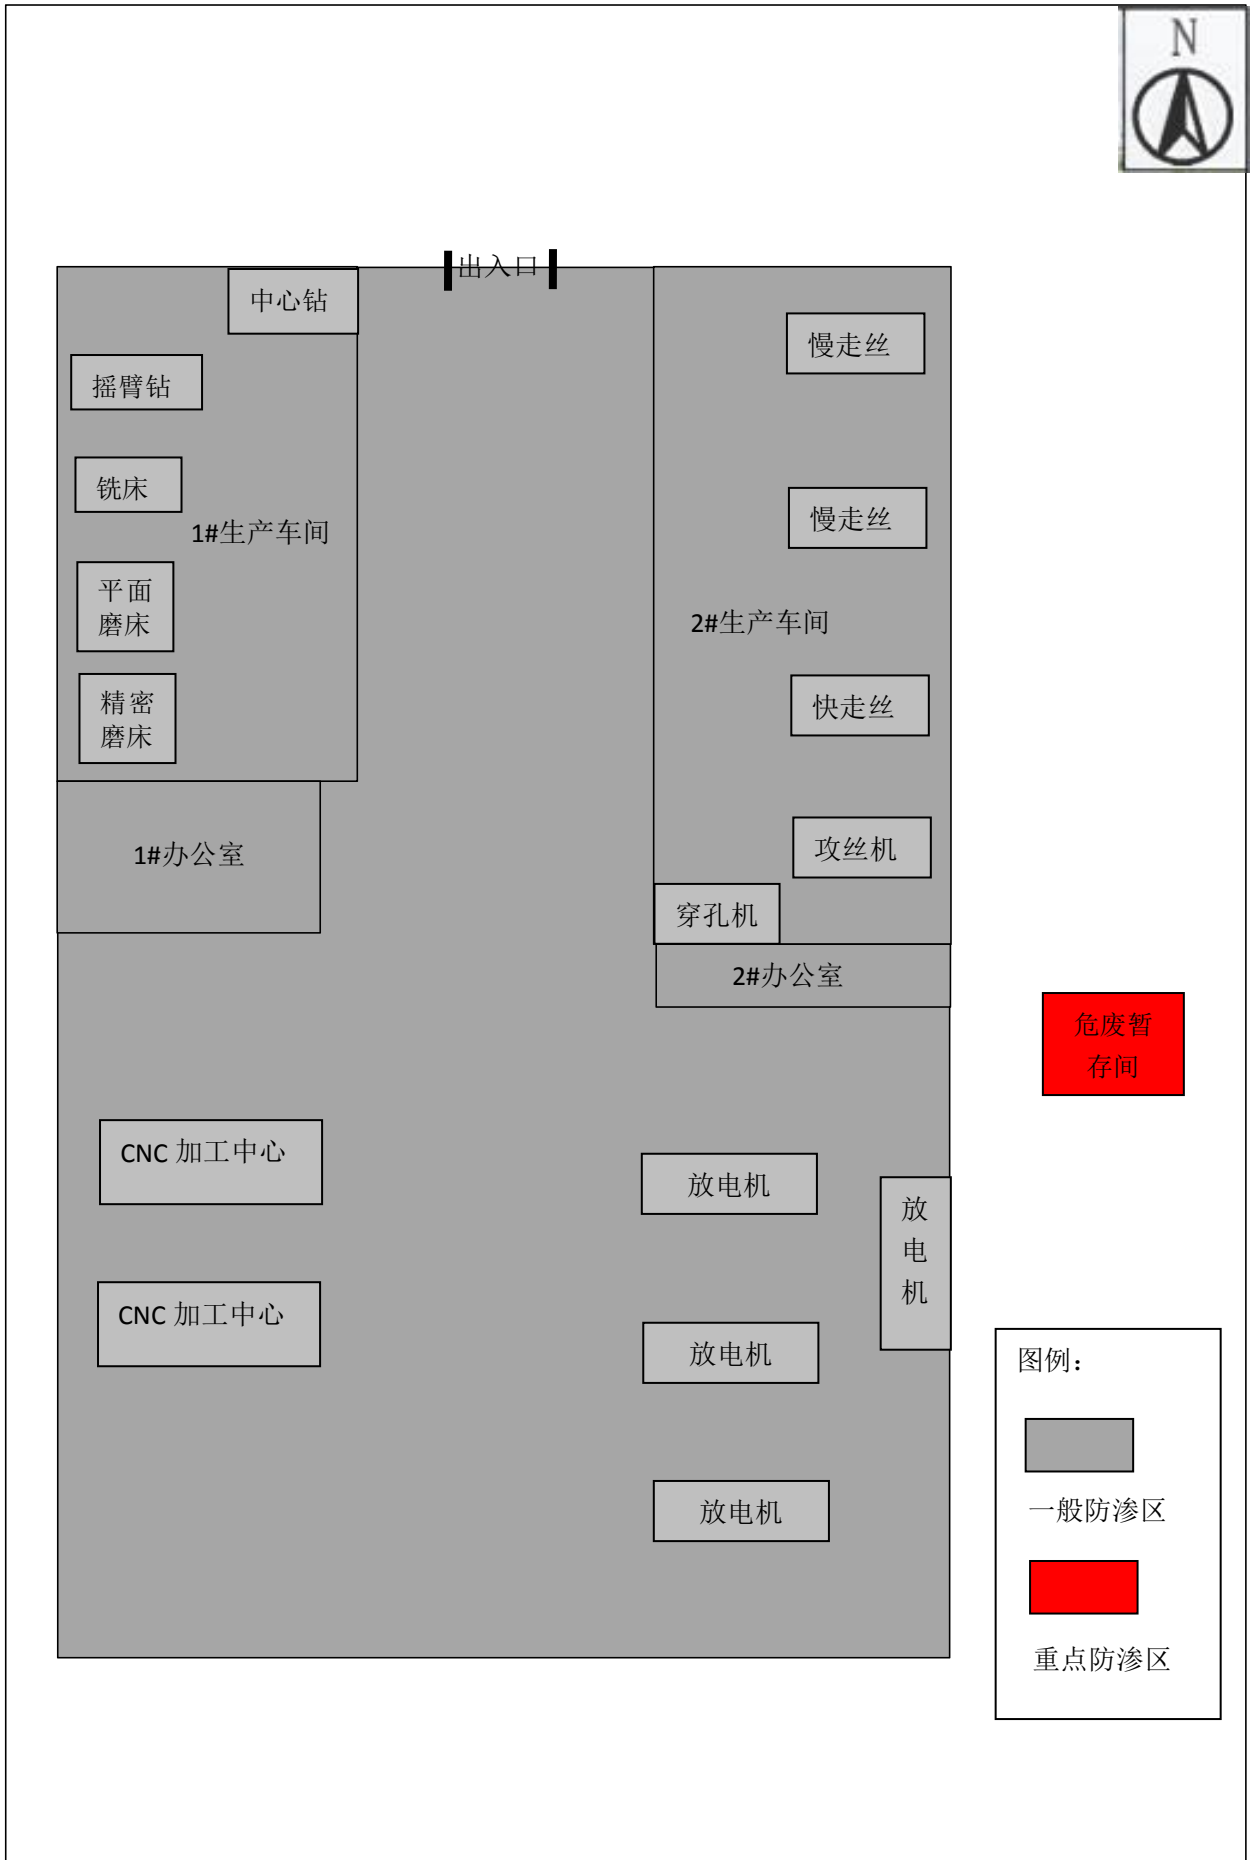 N
出入口
中心钻
慢走丝
摇臂钻
铣床
慢走丝
1#生产车间
平面
磨床
2#生产车间
精密
磨床
快走丝
1#办公室
攻丝机
穿孔机
2#办公室
危废暂
存间
CNC 加工中心
放电机
放
电
机
CNC 加工中心
放电机
放电机
图例：
一般防渗区
重点防渗区